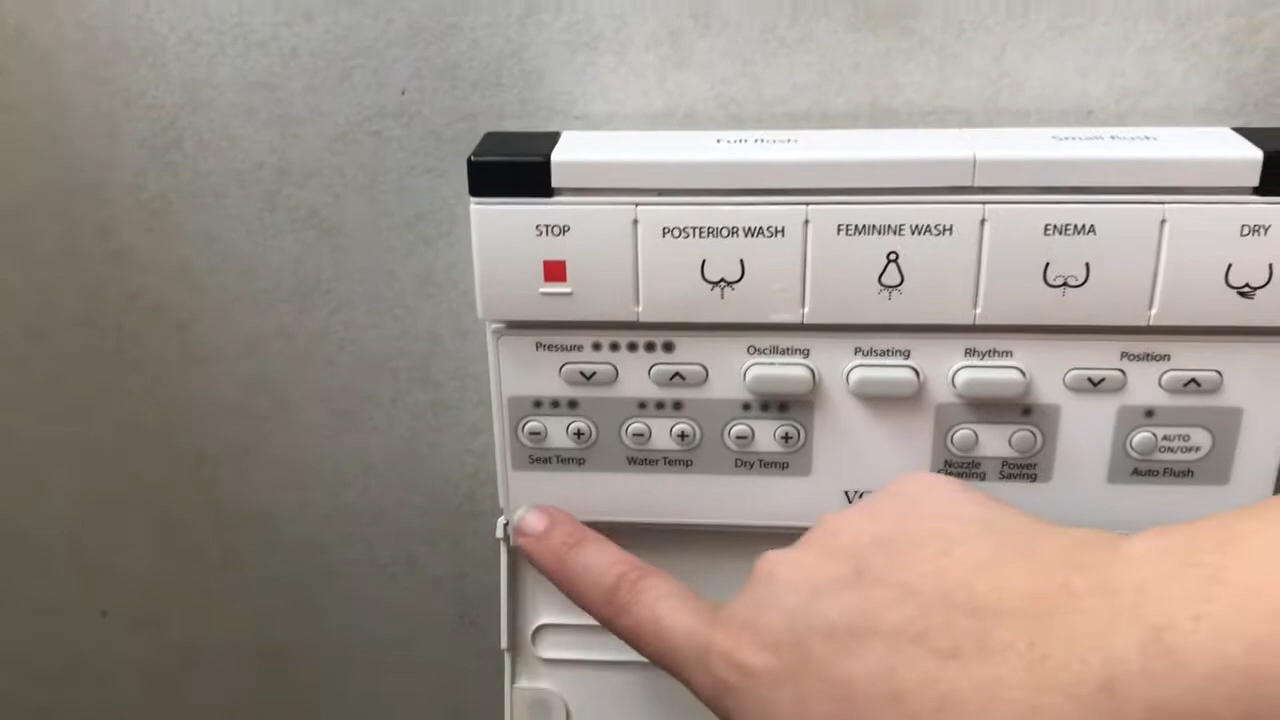 Full flush
Small flush
STOP
POSTERIOR WASH
FEMININE WASH
ENEMA
DRY
Pressure
Oscillating
Pulsating
Rhythm
Position
AUTO
ON/OFF
Seat Temp
Water Temp
Dry Temp
Nozzle
Cleaning
Power
Saving
Auto Flush